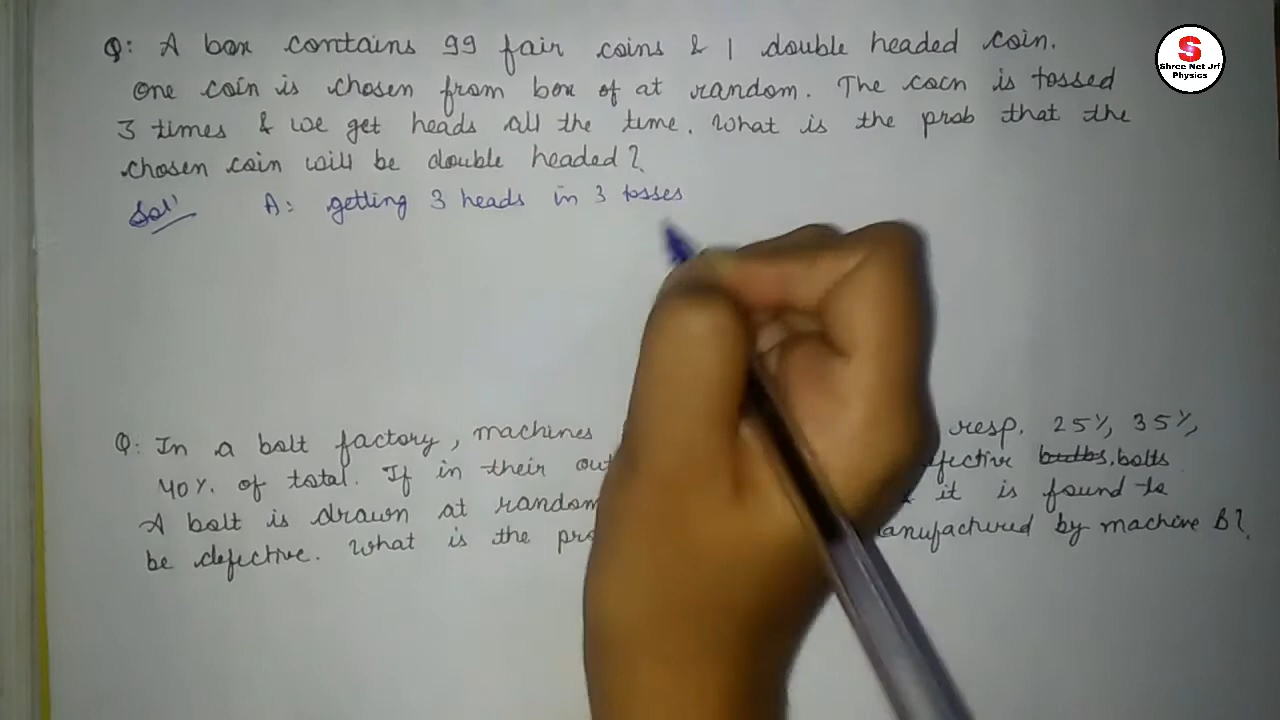 Q: A box contains 99 fair coins & 1 double headed coin.
One coin is chosen from box of at random. The coin is tossed
3 times & we get heads all the time. What is the prob that the
chosen coin will be double headed?
Solⁿ A: getting 3 heads in 3 tosses
Q: In a bolt factory, machines resp. 25%, 35%,
40% of total. If in their bulbs, bolts
A bolt is drawn at random it is found to
be defective. What is the by machine B?
S
Shree Net Jrf
Physics